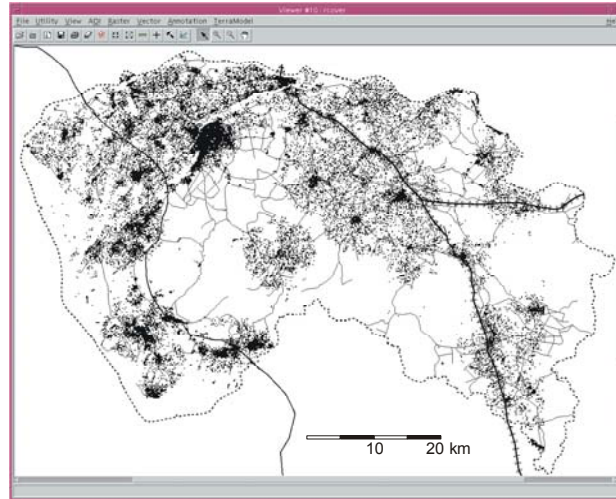 Viewer #10 : rcover
File Utility View AOI Raster Vector Annotation TerraModel
10 20 km